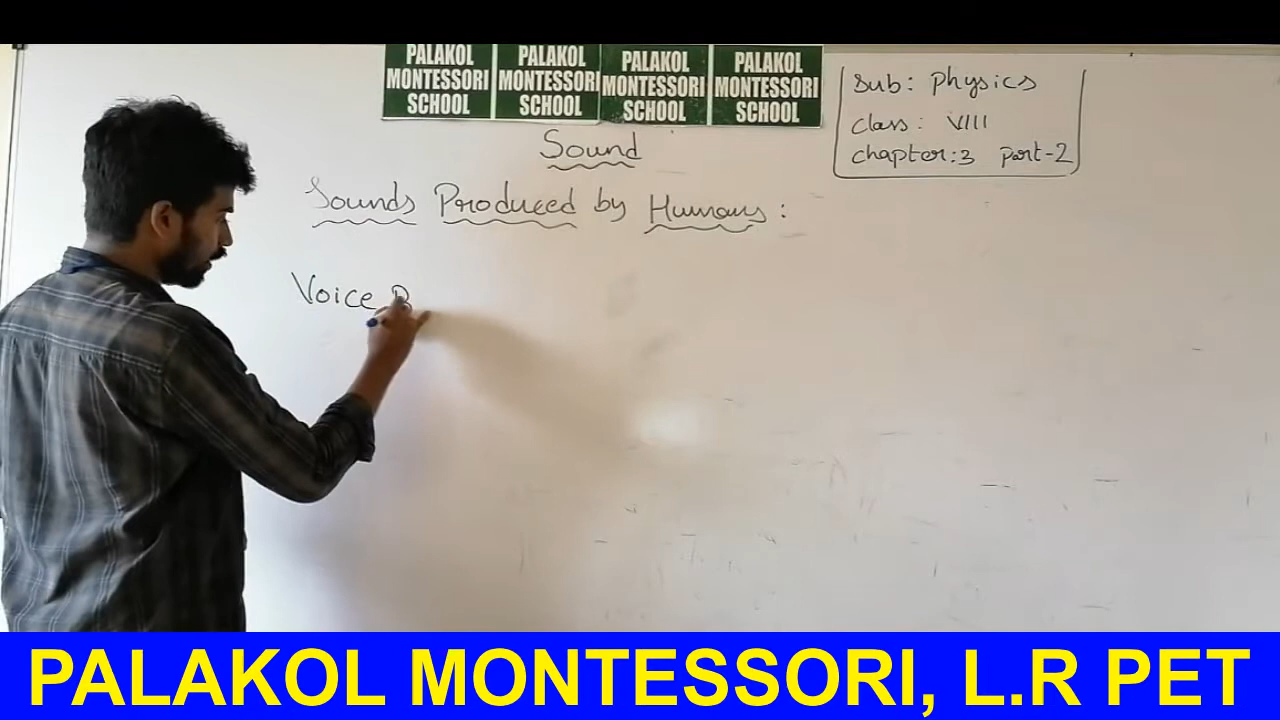 PALAKOL MONTESSORI SCHOOL
PALAKOL MONTESSORI SCHOOL
PALAKOL MONTESSORI SCHOOL
PALAKOL MONTESSORI SCHOOL
Sub: Physics
Class: VIII
Chapter:3 Part-2
Sound
Sounds Produced by Humans:
Voice B
PALAKOL MONTESSORI, L.R PET